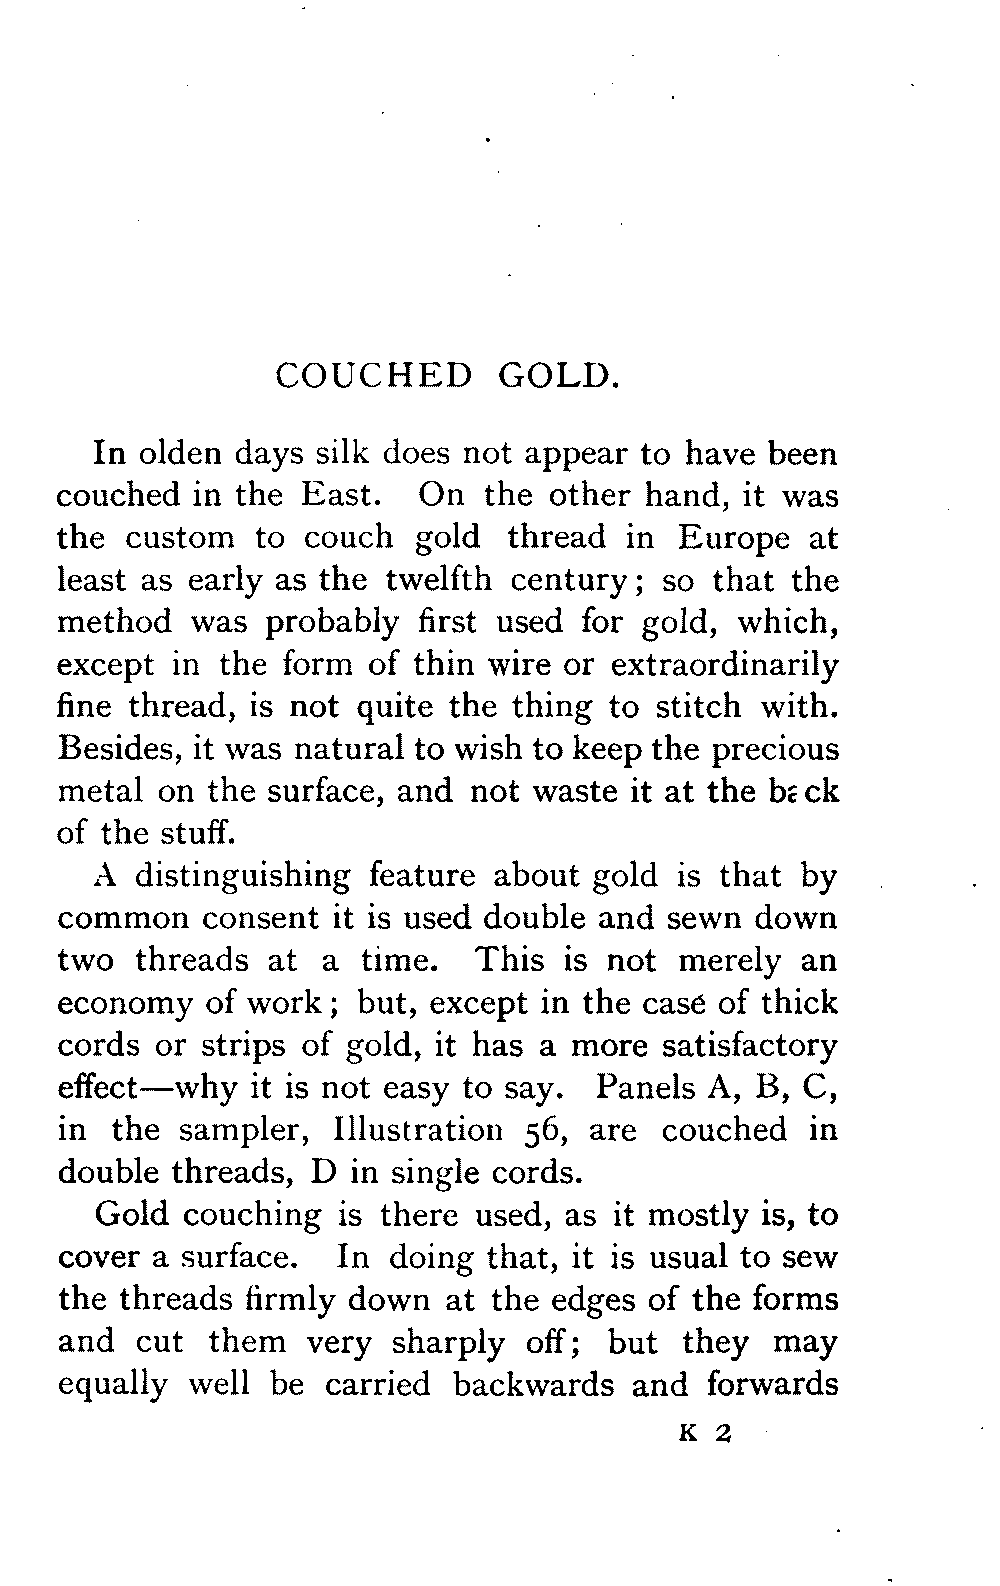 COUCHED GOLD.
In olden days silk does not appear to have been
couched in the East. On the other hand, it was
the custom to couch gold thread in Europe at
least as early as the twelfth century; so that the
method was probably first used for gold, which,
except in the form of thin wire or extraordinarily
fine thread, is not quite the thing to stitch with.
Besides, it was natural to wish to keep the precious
metal on the surface, and not waste it at the back
of the stuff.
A distinguishing feature about gold is that by
common consent it is used double and sewn down
two threads at a time. This is not merely an
economy of work; but, except in the case of thick
cords or strips of gold, it has a more satisfactory
effect—why it is not easy to say. Panels A, B, C,
in the sampler, Illustration 56, are couched in
double threads, D in single cords.
Gold couching is there used, as it mostly is, to
cover a surface. In doing that, it is usual to sew
the threads firmly down at the edges of the forms
and cut them very sharply off; but they may
equally well be carried backwards and forwards
K 2